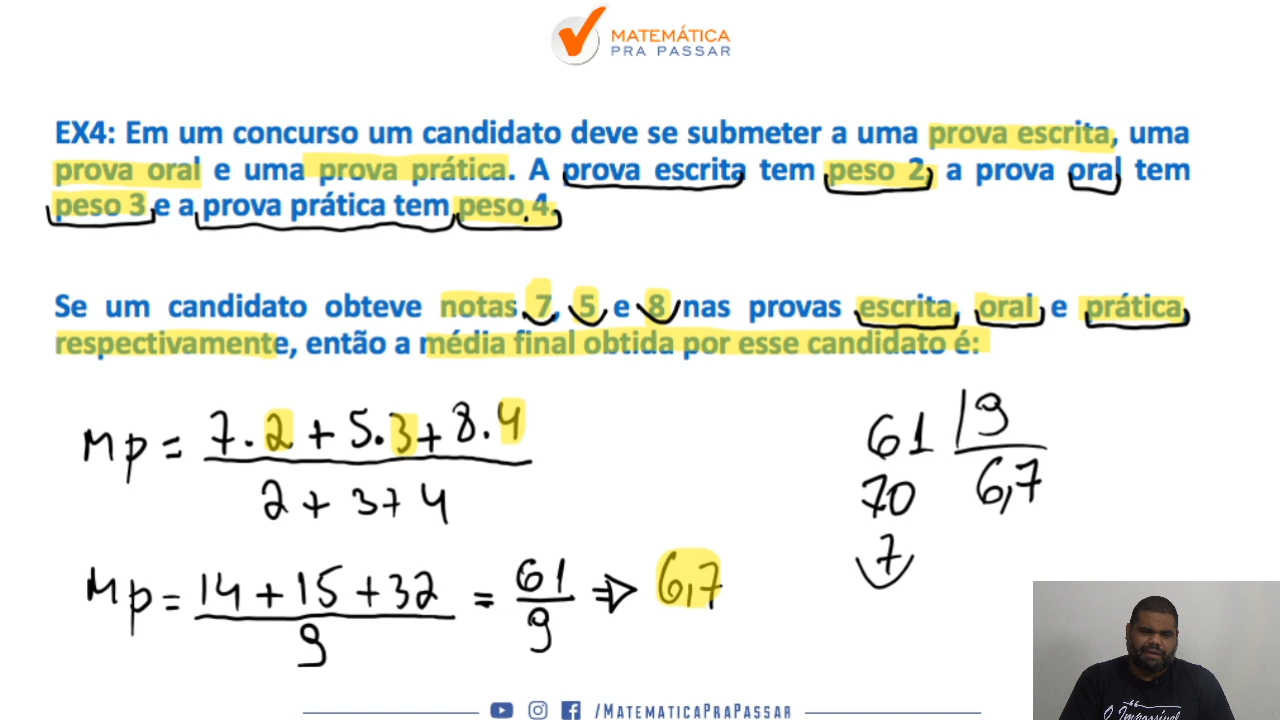 MATEMÁTICA
PRA PASSAR
EX4: Em um concurso um candidato deve se submeter a uma prova escrita, uma
prova oral e uma prova prática. A prova escrita tem peso 2, a prova oral tem
peso 3 e a prova prática tem peso 4.
Se um candidato obteve notas 7, 5 e 8 nas provas escrita, oral e prática
respectivamente, então a média final obtida por esse candidato é:
Mp = 7.2 + 5.3 + 8.4
2 + 3 + 4
Mp = 14 + 15 + 32 = 61 => 6,7
9 9
61 9
70 6,7
7
O Impossível
/MATEMATICAPRAPASSAR